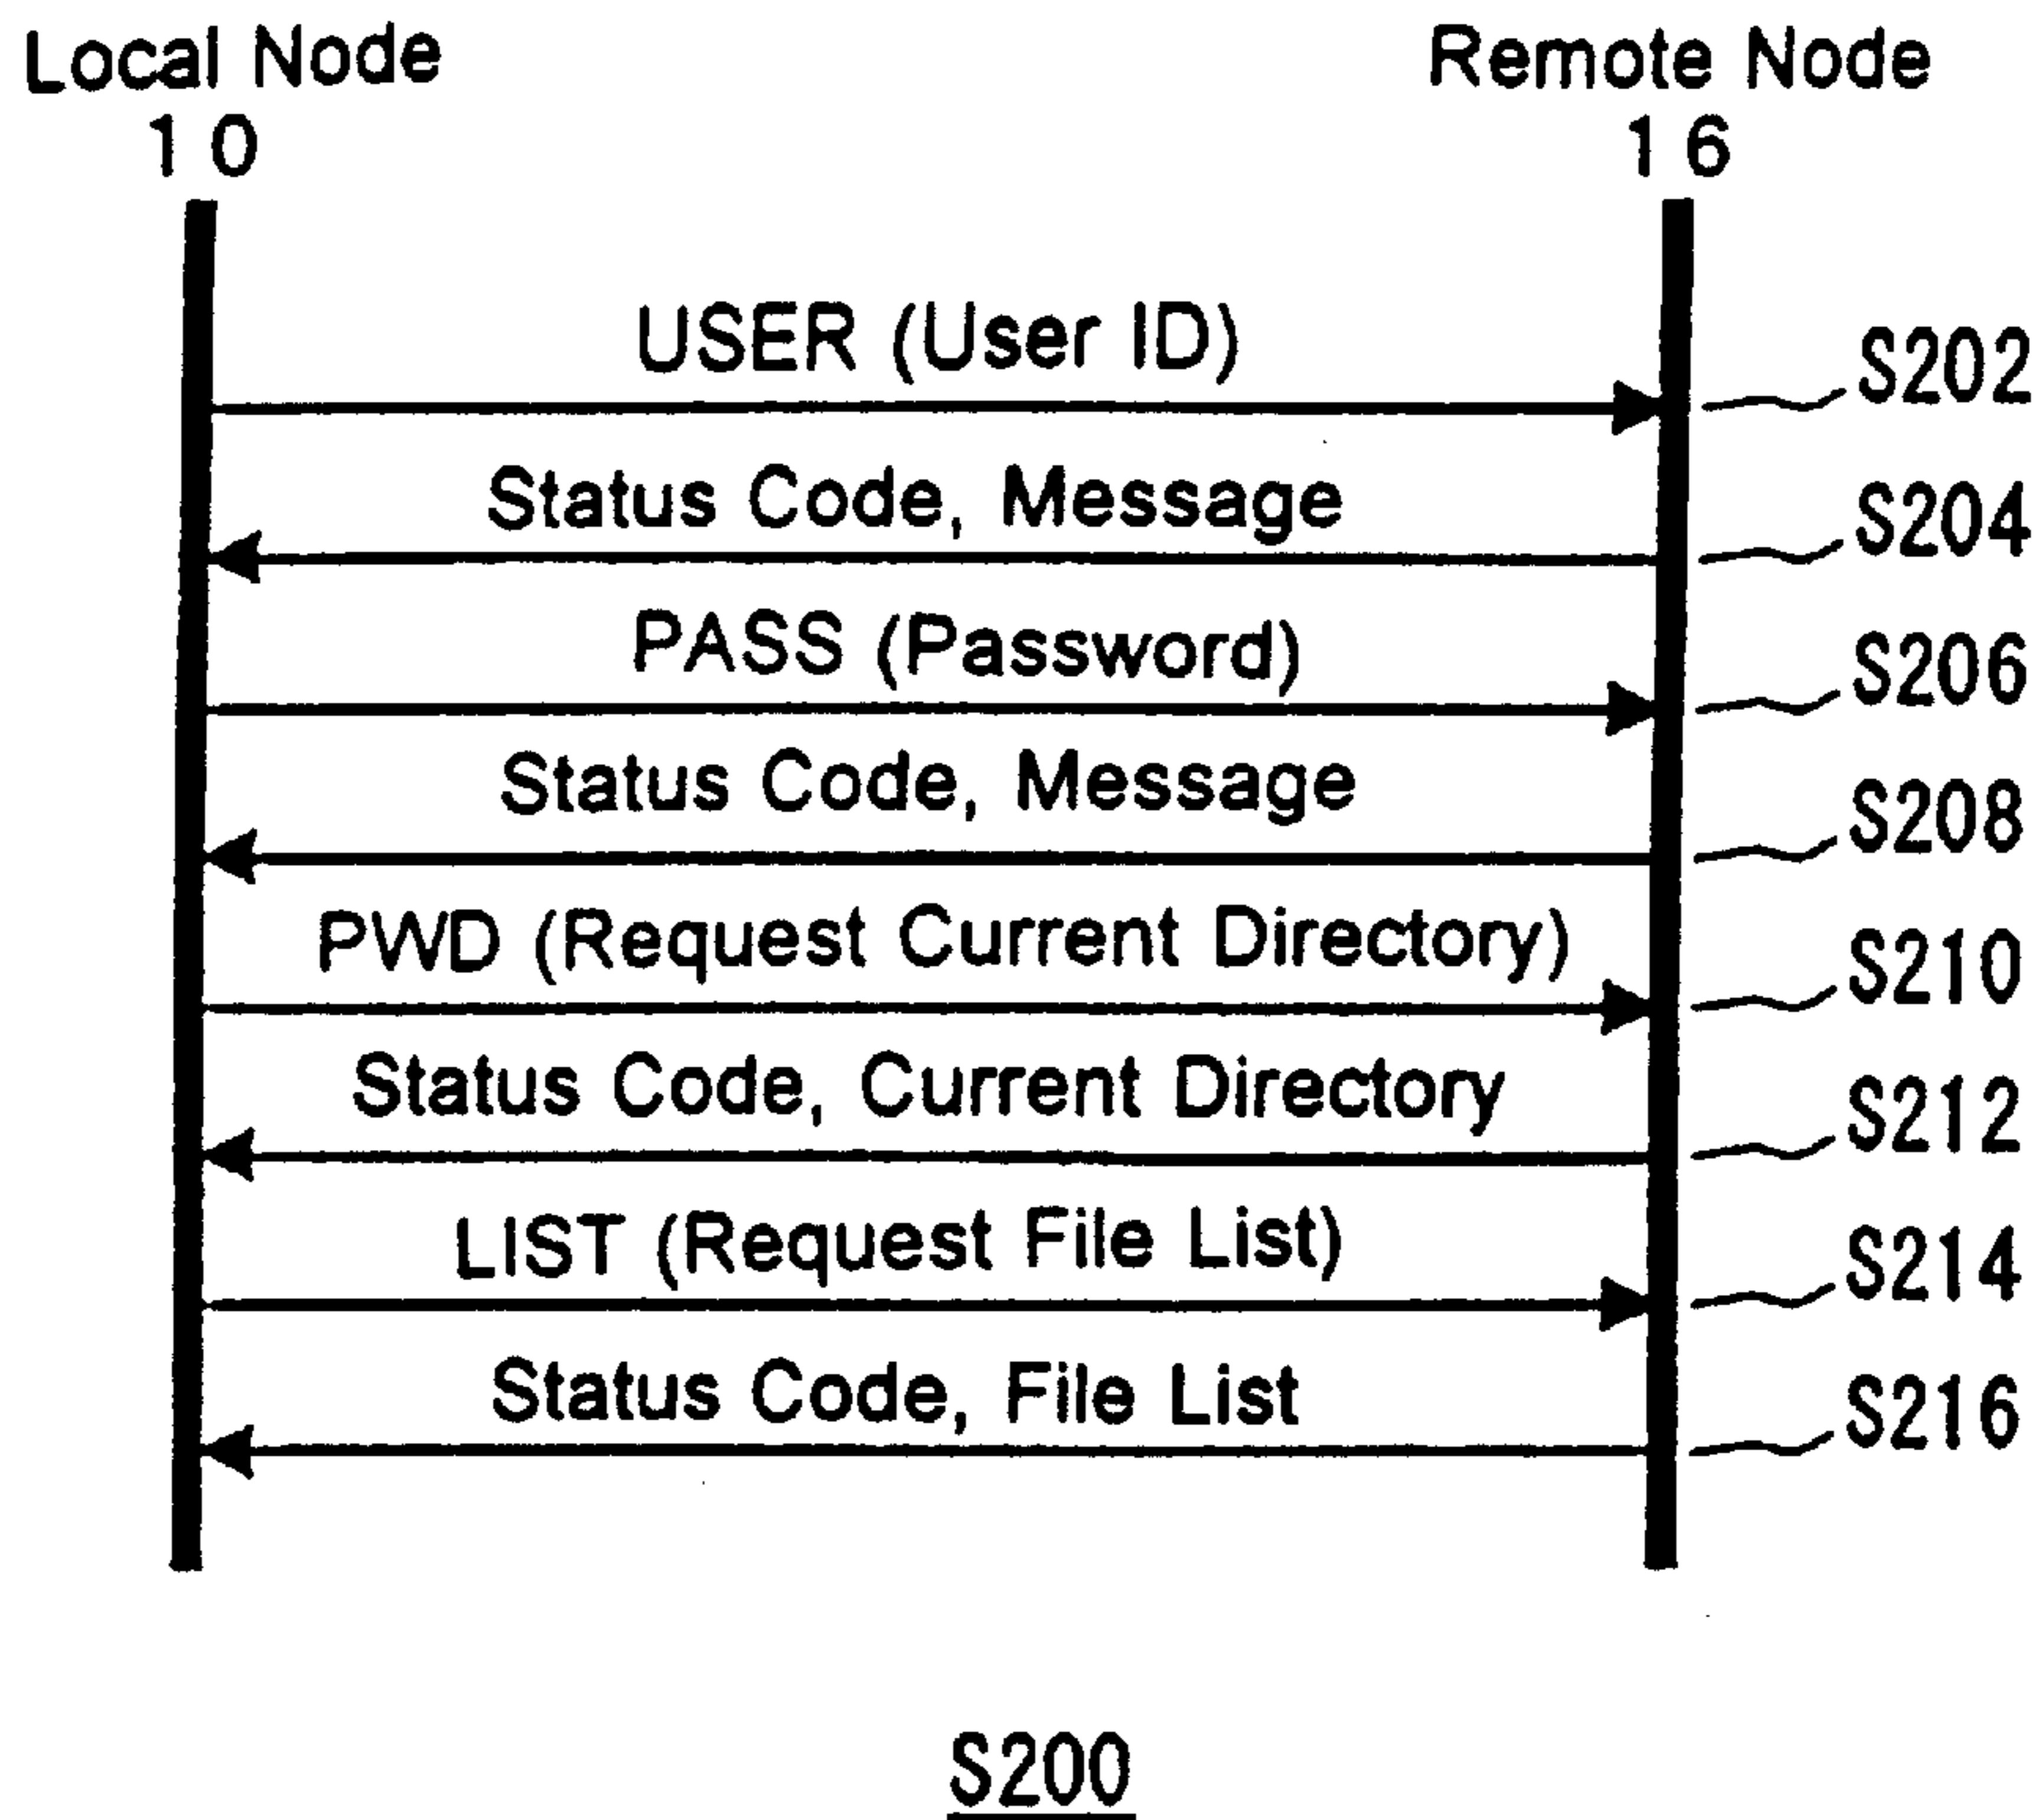 Local Node
Remote Node
10
16
USER (User ID)
S202
Status Code, Message
S204
PASS (Password)
S206
Status Code, Message
S208
PWD (Request Current Directory)
S210
Status Code, Current Directory
S212
LIST (Request File List)
S214
Status Code, File List
S216
S200